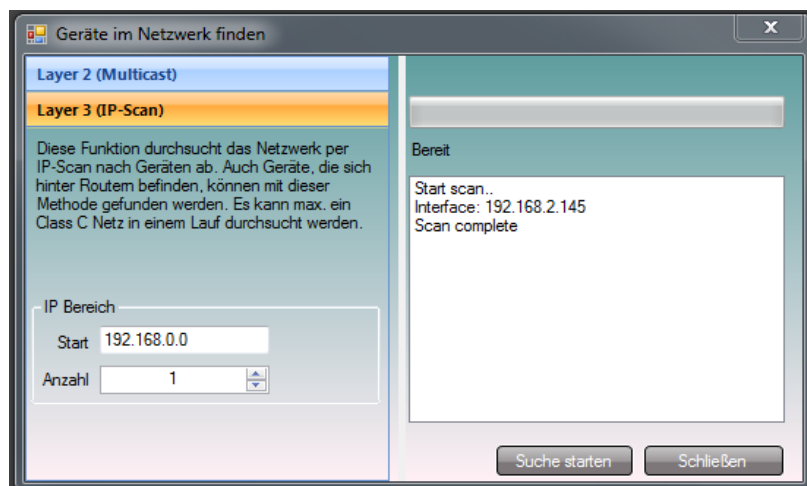 Geräte im Netzwerk finden
x
Layer 2 (Multicast)
Layer 3 (IP-Scan)
Diese Funktion durchsucht das Netzwerk per
IP-Scan nach Geräten ab. Auch Geräte, die sich
hinter Routern befinden, können mit dieser
Methode gefunden werden. Es kann max. ein
Class C Netz in einem Lauf durchsucht werden.
IP Bereich
Start 192.168.0.0
Anzahl 1
Bereit
Start scan..
Interface: 192.168.2.145
Scan complete
Suche starten Schließen